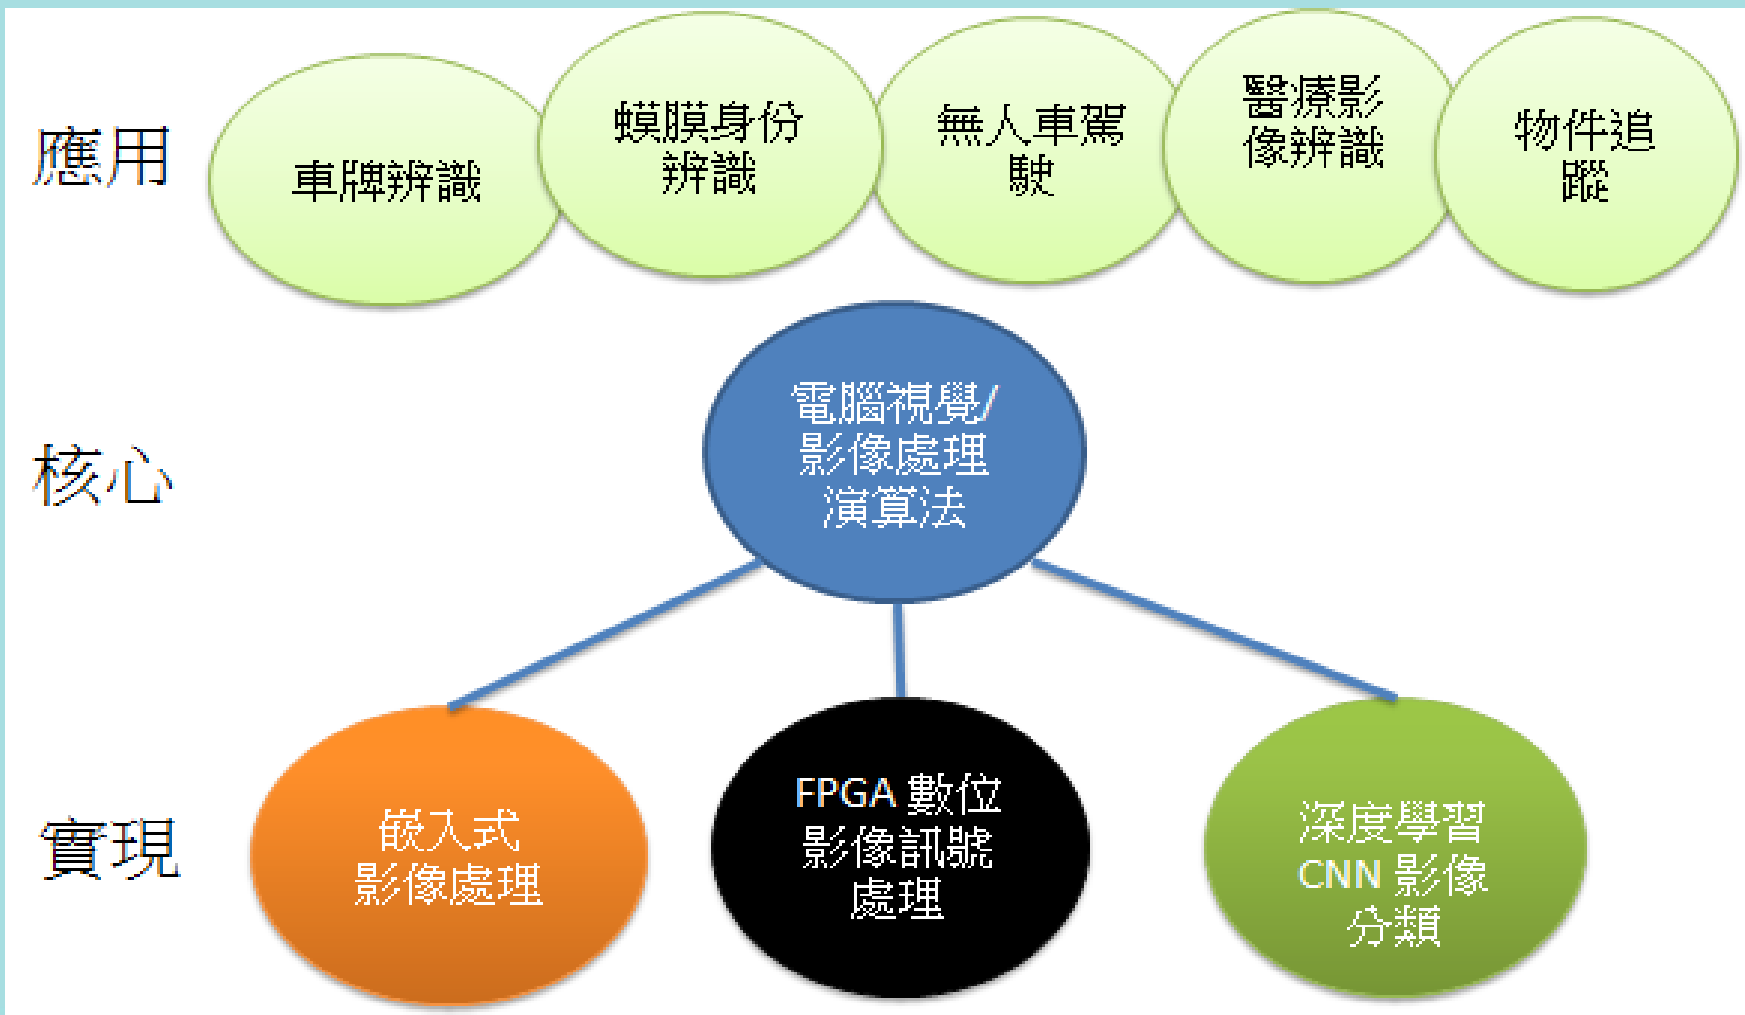 應用
車牌辨識
蟆膜身份
辨識
無人車駕
駛
醫療影
像辨識
物件追
蹤
核心
電腦視覺/
影像處理
演算法
實現
嵌入式
影像處理
FPGA 數位
影像訊號
處理
深度學習
CNN 影像
分類